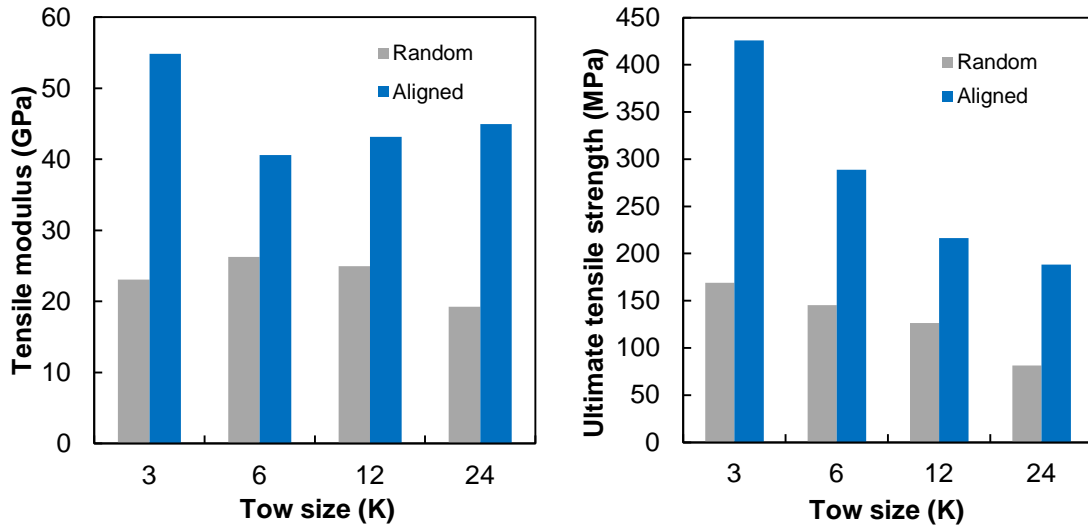 Tensile modulus (GPa)
60
50
40
30
20
10
0
Random
Aligned
3 6 12 24
Tow size (K)
Ultimate tensile strength (MPa)
450
400
350
300
250
200
150
100
50
0
Random
Aligned
3 6 12 24
Tow size (K)